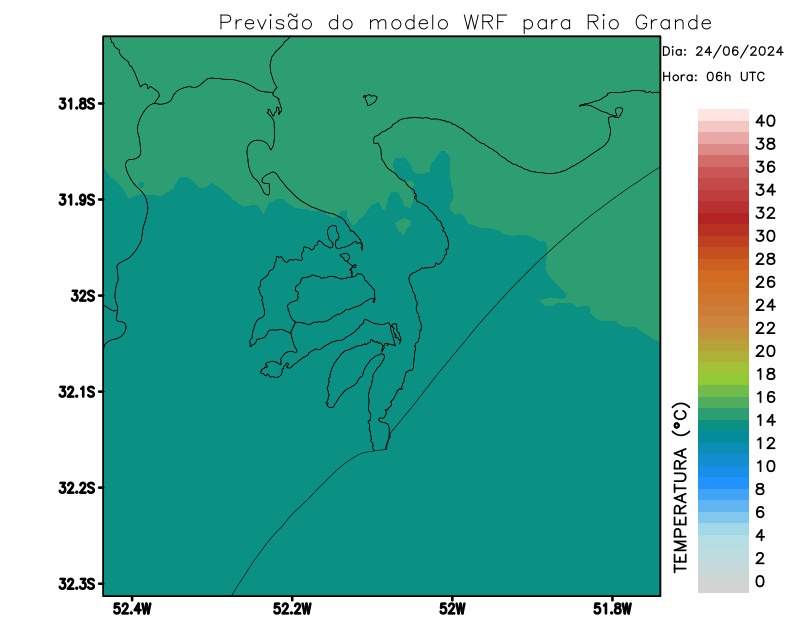 Previsão do modelo WRF para Rio Grande
Dia: 24/06/2024
Hora: 06h UTC
31.8S
31.9S
32S
32.1S
32.2S
32.3S
52.4W
52.2W
52W
51.8W
TEMPERATURA (°C)
40
38
36
34
32
30
28
26
24
22
20
18
16
14
12
10
8
6
4
2
0